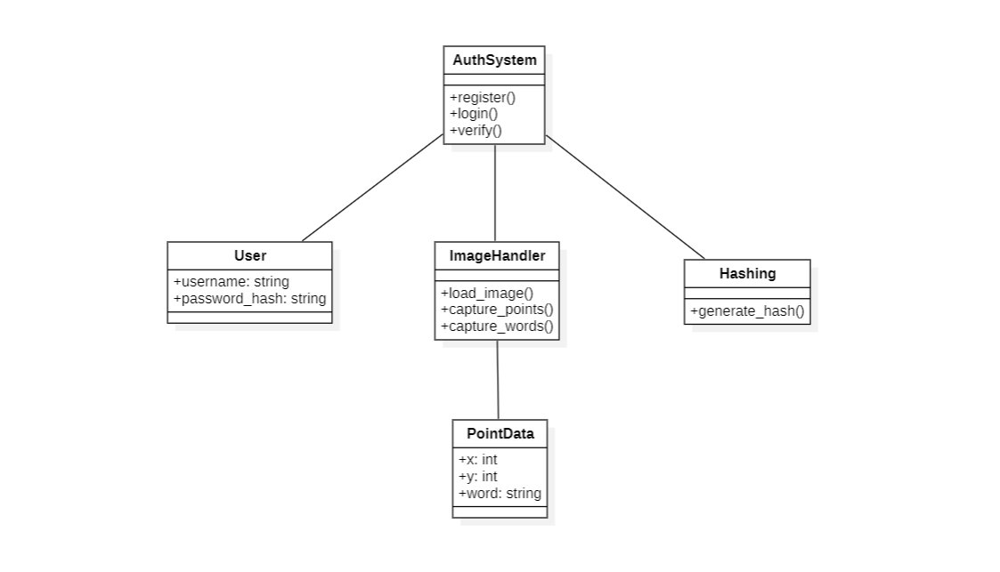 AuthSystem
+register()
+login()
+verify()
User
+username: string
+password_hash: string
ImageHandler
+load_image()
+capture_points()
+capture_words()
Hashing
+generate_hash()
PointData
+x: int
+y: int
+word: string